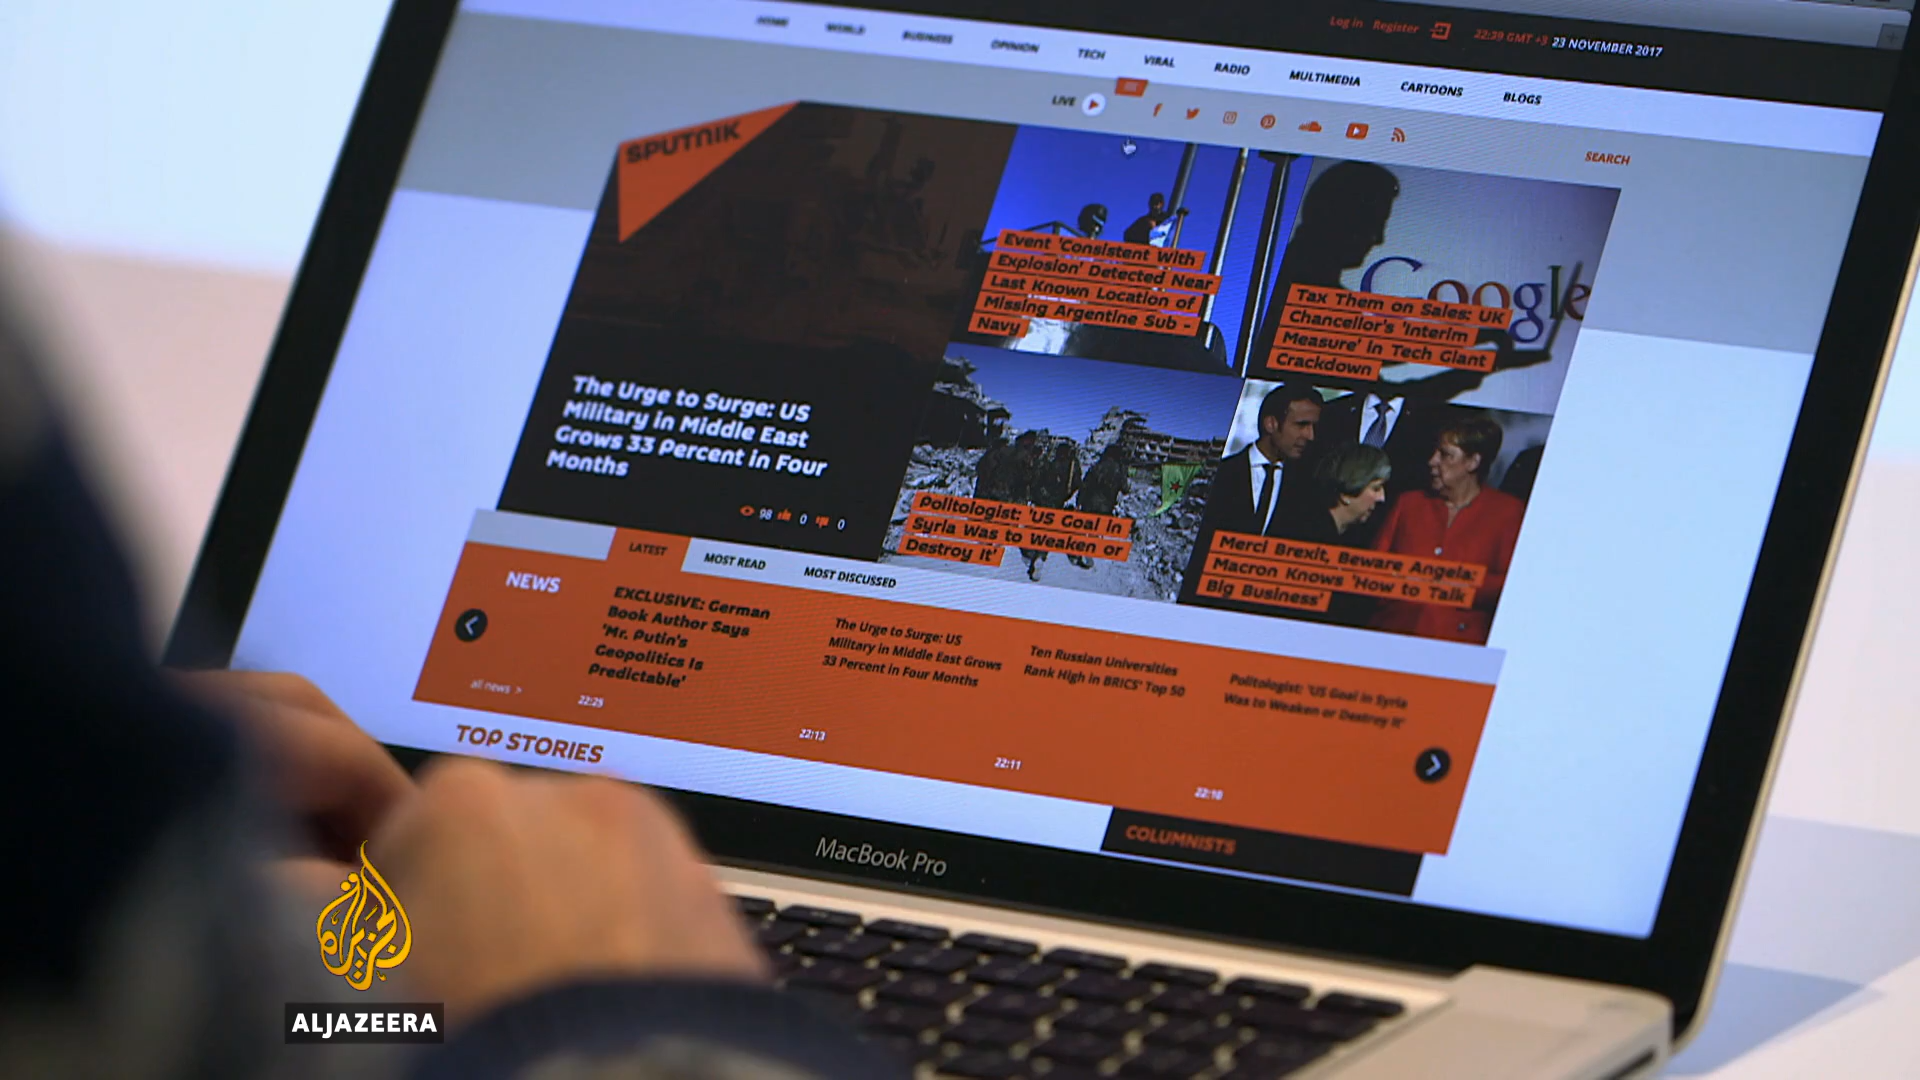 Log in Register 22:29 GMT +3 23 NOVEMBER 2017
HOME WORLD BUSINESS OPINION TECH VIRAL RADIO MULTIMEDIA CARTOONS BLOGS
LIVE
SEARCH
SPUTNIK
The Urge to Surge: US
Military in Middle East
Grows 33 Percent in Four
Months
98 0 0
Event 'Consistent With
Explosion' Detected Near
Last Known Location of
Missing Argentine Sub -
Navy
Google
Tax Them on Sales: UK
Chancellor's 'Interim
Measure' in Tech Giant
Crackdown
Politologist: 'US Goal in
Syria Was to Weaken or
Destroy It'
Merci Brexit, Beware Angela:
Macron Knows 'How to Talk
Big Business'
LATEST MOST READ MOST DISCUSSED
NEWS
all news >
EXCLUSIVE: German
Book Author Says
'Mr. Putin's
Geopolitics Is
Predictable'
22:25
The Urge to Surge: US
Military in Middle East Grows
33 Percent in Four Months
22:13
Ten Russian Universities
Rank High in BRICS' Top 50
22:11
Politologist: 'US Goal in Syria
Was to Weaken or Destroy It'
22:10
TOP STORIES
COLUMNISTS
MacBook Pro
الجزيرة
ALJAZEERA